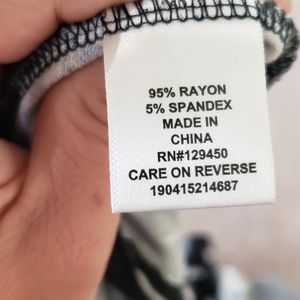 95% RAYON
5% SPANDEX
MADE IN
CHINA
RN#129450
CARE ON REVERSE
190415214687